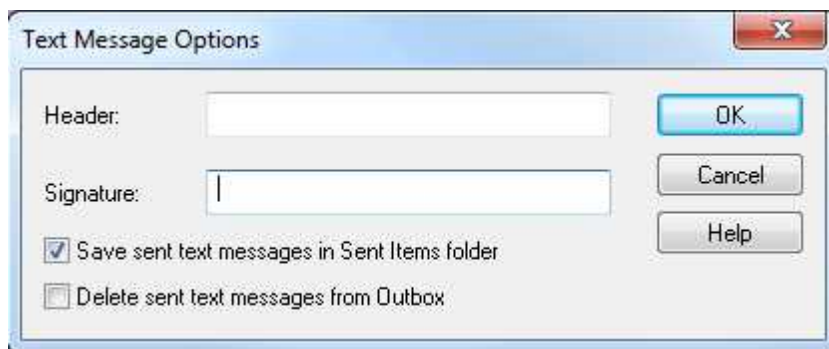 Text Message Options
Header:
OK
Signature:
Cancel
Help
Save sent text messages in Sent Items folder
Delete sent text messages from Outbox